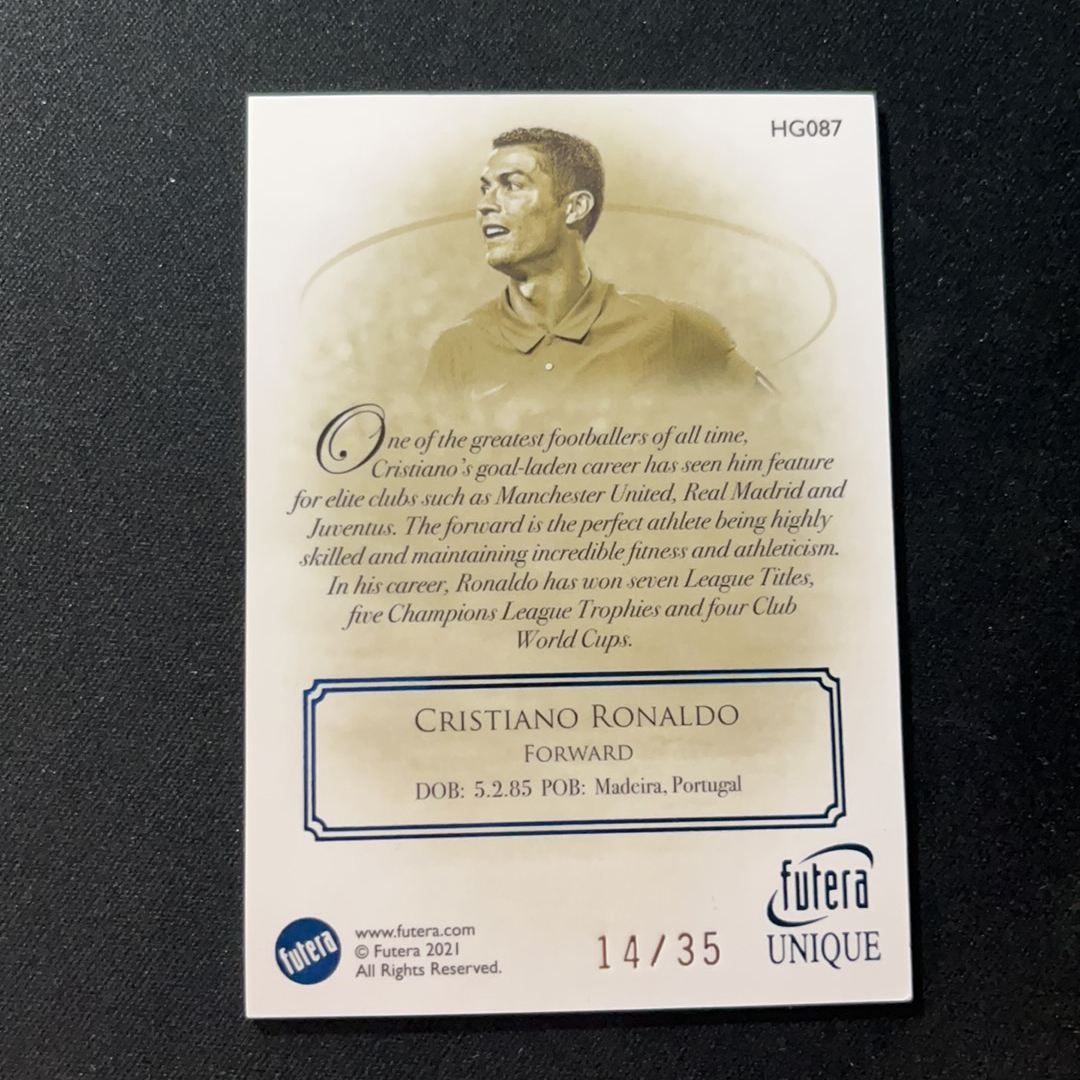 HG087
One of the greatest footballers of all time,
Cristiano's goal-laden career has seen him feature
for elite clubs such as Manchester United, Real Madrid and
Juventus. The forward is the perfect athlete being highly
skilled and maintaining incredible fitness and athleticism.
In his career, Ronaldo has won seven League Titles,
five Champions League Trophies and four Club
World Cups.
CRISTIANO RONALDO
FORWARD
DOB: 5.2.85 POB: Madeira, Portugal
futera
UNIQUE
futera
www.futera.com
© Futera 2021
All Rights Reserved.
14/35